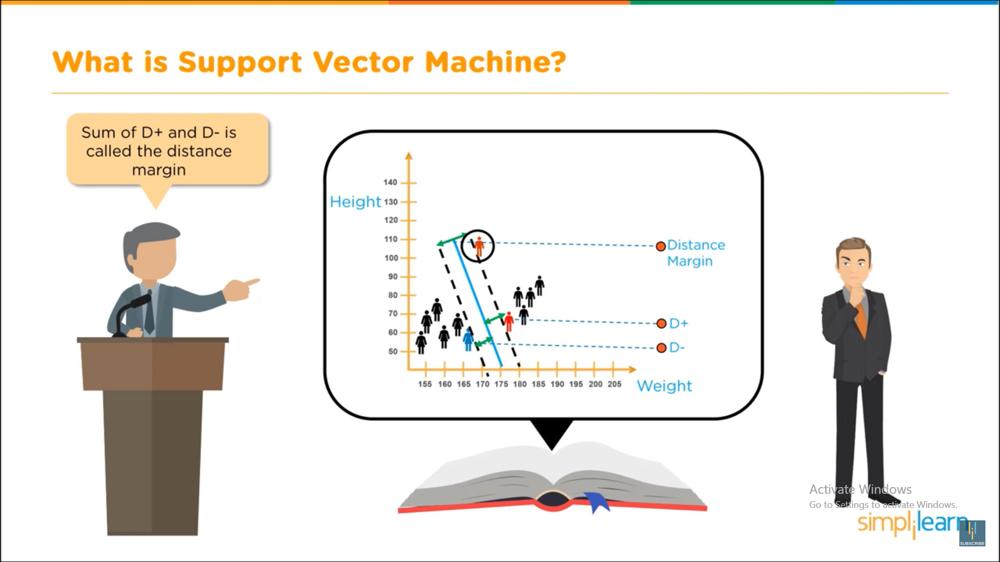 What is Support Vector Machine?
Sum of D+ and D- is
called the distance
margin
140
Height 130
120
110
100
90
80
70
60
50
155 160 165 170 175 180 185 190 195 200 205
Weight
Distance
Margin
D+
D-
Activate Windows
Go to Settings to activate Windows.
simplilearn
SUBSCRIBE